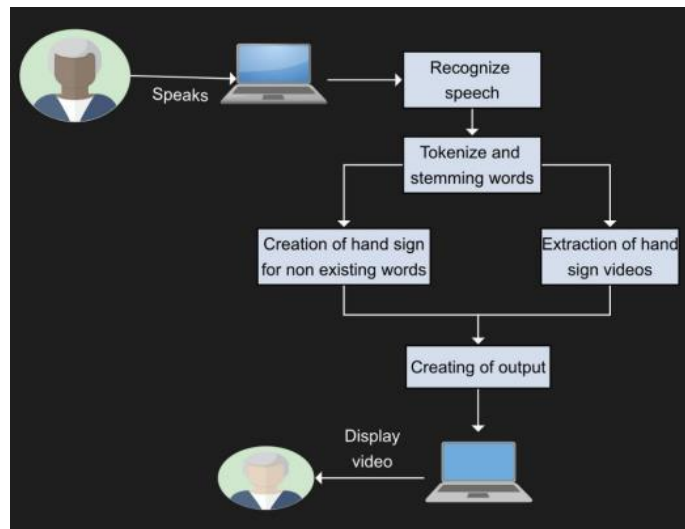 Speaks
Recognize
speech
Tokenize and
stemming words
Creation of hand sign
for non existing words
Extraction of hand
sign videos
Creating of output
Display
video